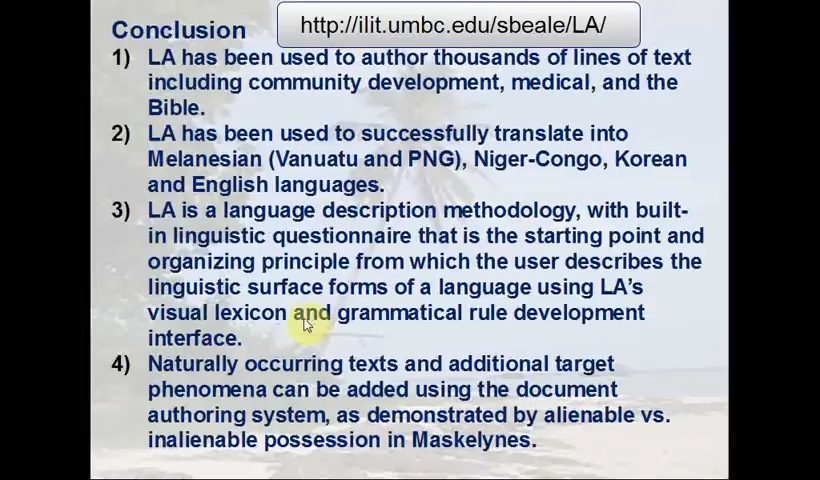 Conclusion
http://ilit.umbc.edu/sbeale/LA/
1) LA has been used to author thousands of lines of text
including community development, medical, and the
Bible.
2) LA has been used to successfully translate into
Melanesian (Vanuatu and PNG), Niger-Congo, Korean
and English languages.
3) LA is a language description methodology, with built-
in linguistic questionnaire that is the starting point and
organizing principle from which the user describes the
linguistic surface forms of a language using LA's
visual lexicon and grammatical rule development
interface.
4) Naturally occurring texts and additional target
phenomena can be added using the document
authoring system, as demonstrated by alienable vs.
inalienable possession in Maskelynes.